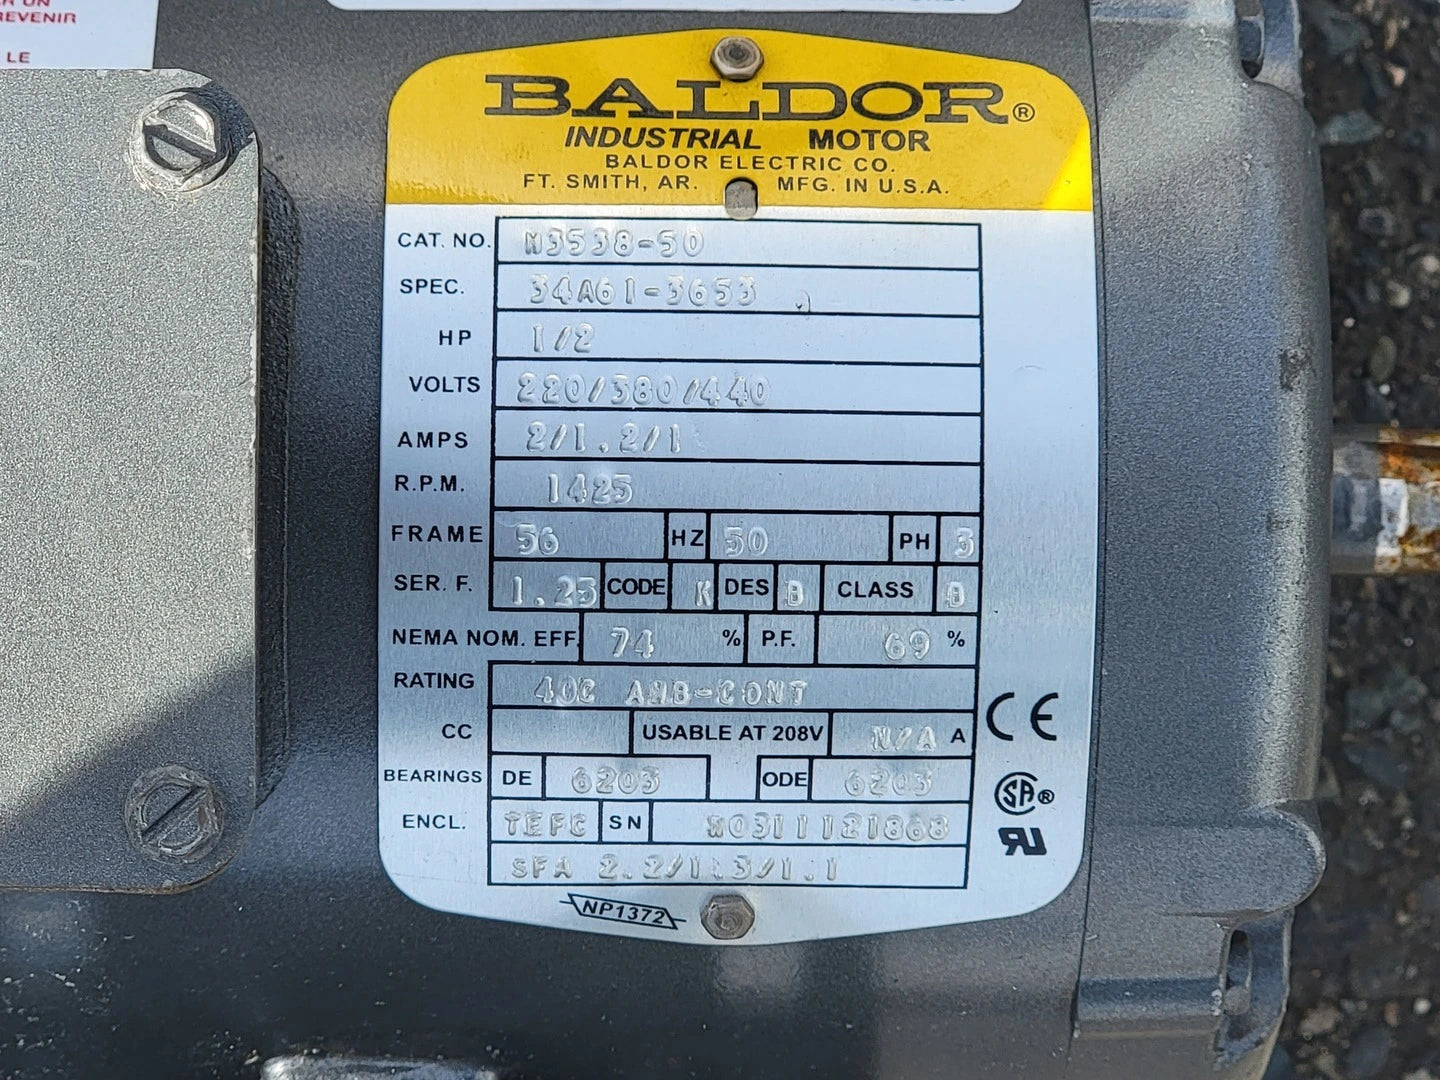 REVENIR
LE
BALDOR®
INDUSTRIAL MOTOR
BALDOR ELECTRIC CO.
FT. SMITH, AR. MFG. IN U.S.A.
CAT. NO. M3538-50
SPEC. 34A61-3653
HP 1/2
VOLTS 220/380/440
AMPS 2/1.2/1
R.P.M. 1425
FRAME 56 HZ 50 PH 3
SER. F. 1.25 CODE K DES B CLASS B
NEMA NOM. EFF. 74 % P.F. 69 %
RATING 40C AMB-CONT
CC USABLE AT 208V N/A A
BEARINGS DE 6203 ODE 6203
ENCL. TEFC SN W0311121868
SFA 2.2/1.3/1.1
NP1372
CE
SA®